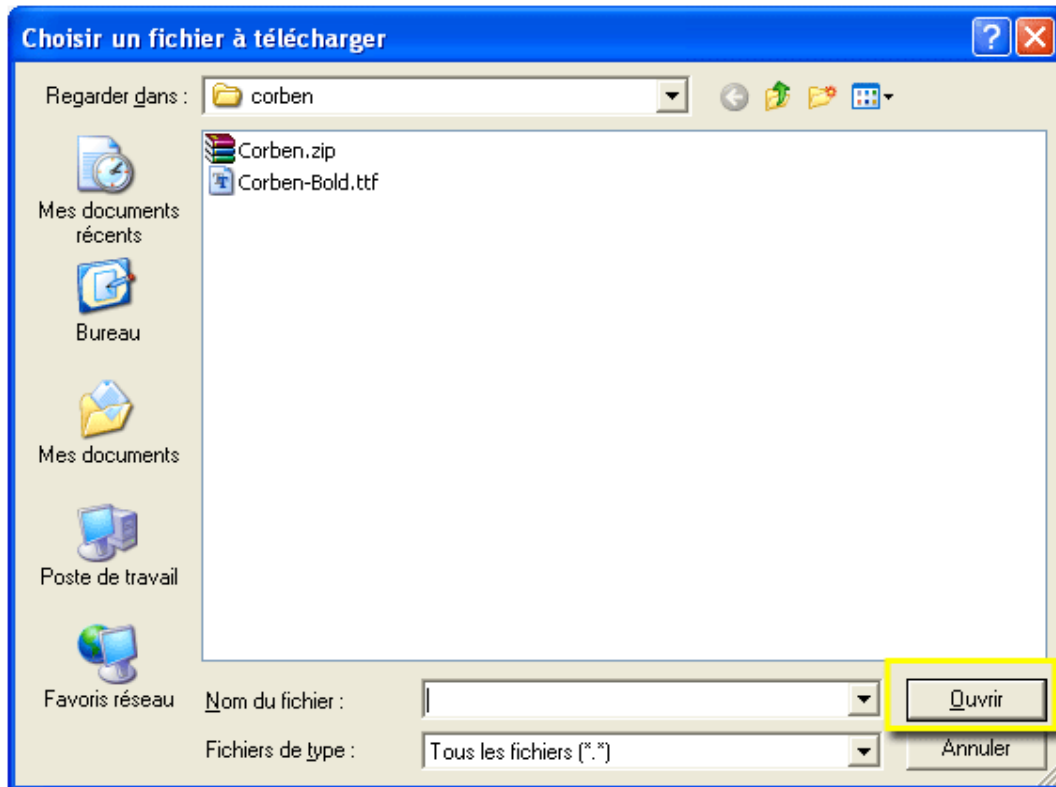 Choisir un fichier à télécharger
Regarder dans :
corben
Corben.zip
Corben-Bold.ttf
Mes documents
récents
Bureau
Mes documents
Poste de travail
Favoris réseau
Nom du fichier :
Ouvrir
Fichiers de type :
Tous les fichiers (*.*)
Annuler